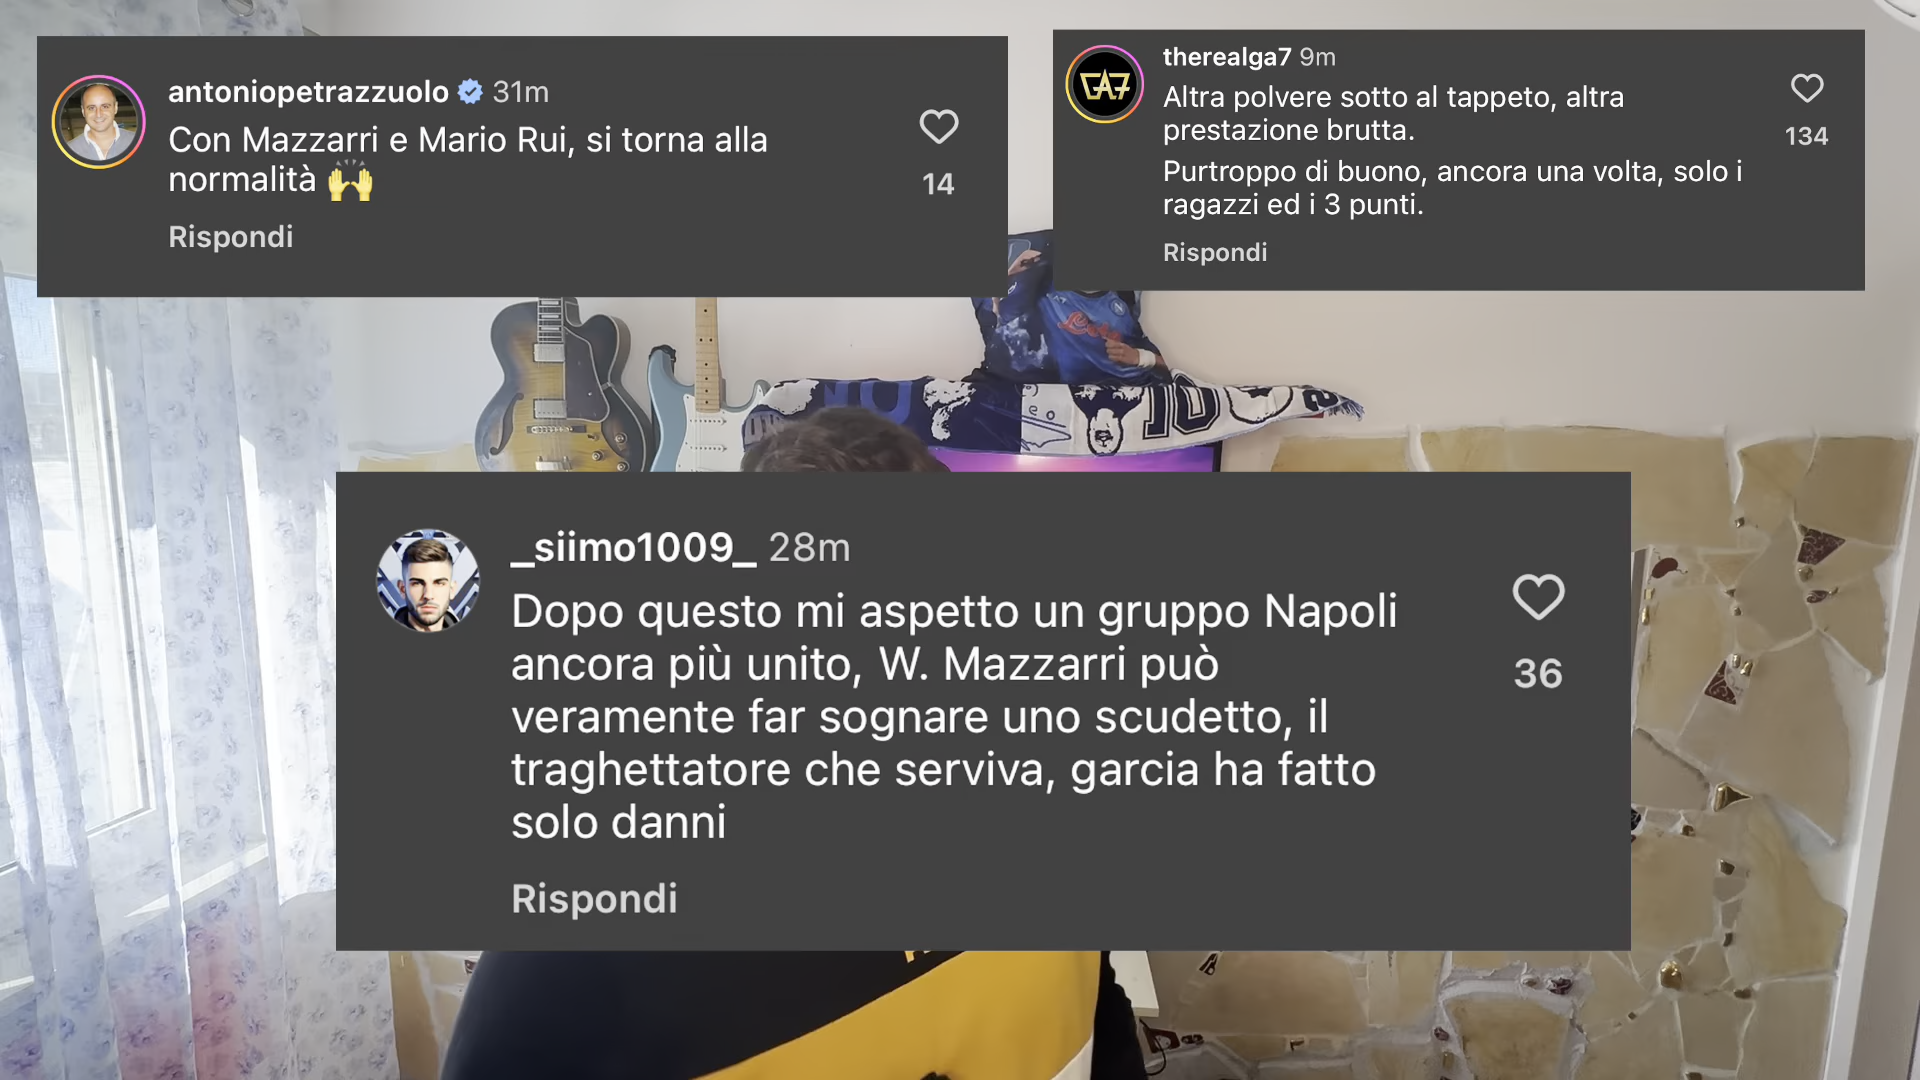 antoniopetrazzuolo 31m
Con Mazzarri e Mario Rui, si torna alla
normalità 🙌
14
Rispondi
therealga7 9m
Altra polvere sotto al tappeto, altra
prestazione brutta.
134
Purtroppo di buono, ancora una volta, solo i
ragazzi ed i 3 punti.
Rispondi
GA7
10
_siimo1009_ 28m
Dopo questo mi aspetto un gruppo Napoli
ancora più unito, W. Mazzarri può
36
veramente far sognare uno scudetto, il
traghettatore che serviva, garcia ha fatto
solo danni
Rispondi